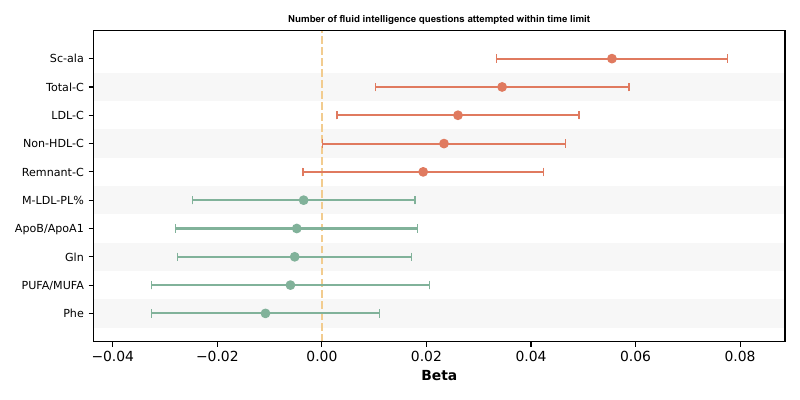 Number of fluid intelligence questions attempted within time limit
Sc-ala
Total-C
LDL-C
Non-HDL-C
Remnant-C
M-LDL-PL%
ApoB/ApoA1
Gln
PUFA/MUFA
Phe
−0.04 −0.02 0.00 0.02 0.04 0.06 0.08
Beta